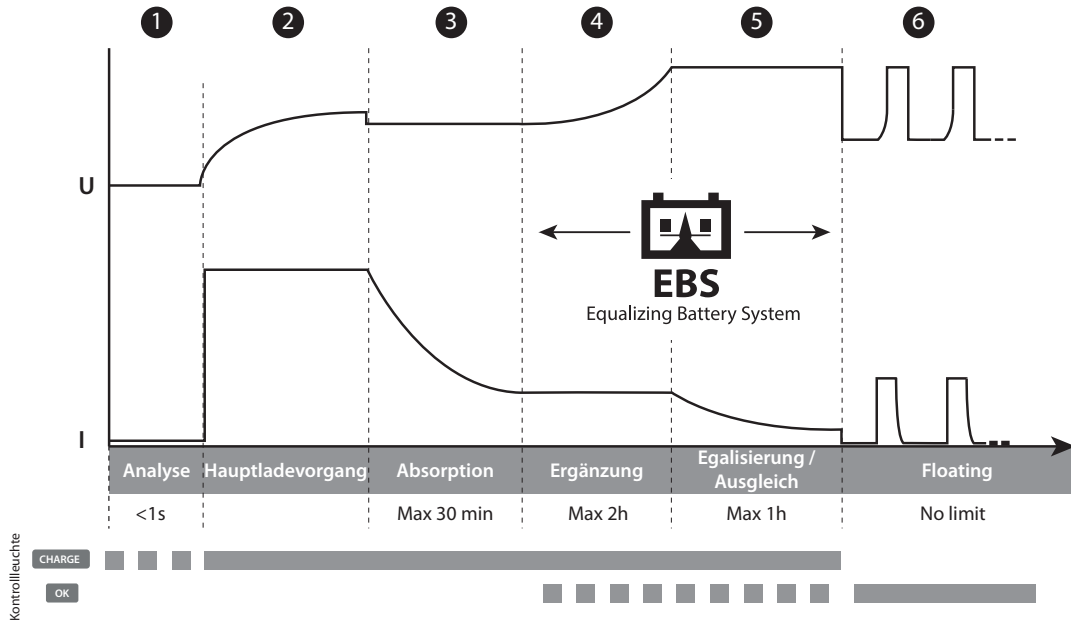 1 2 3 4 5 6
U
EBS
Equalizing Battery System
I
Analyse Hauptladevorgang Absorption Ergänzung Egalisierung / Ausgleich Floating
<1s Max 30 min Max 2h Max 1h No limit
Kontrollleuchte
CHARGE
OK